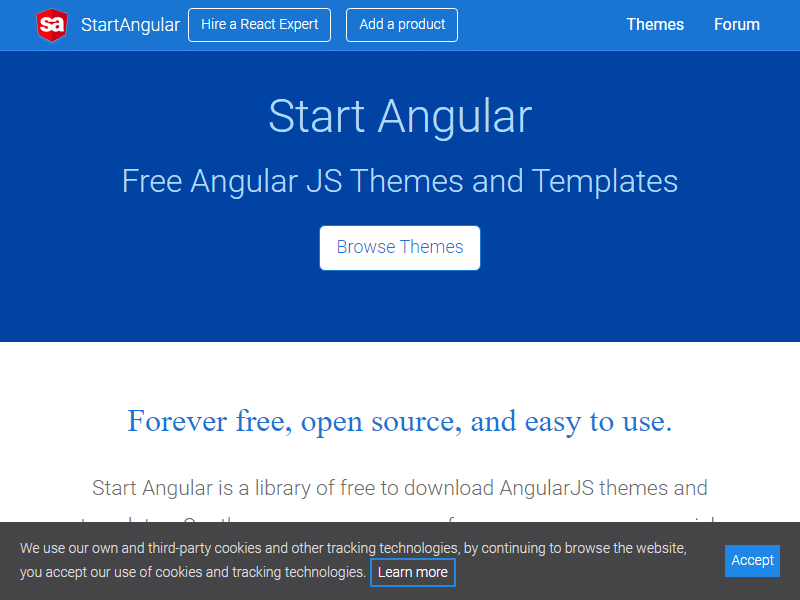 sa StartAngular Hire a React Expert Add a product Themes Forum
Start Angular
Free Angular JS Themes and Templates
Browse Themes
Forever free, open source, and easy to use.
Start Angular is a library of free to download AngularJS themes and
We use our own and third-party cookies and other tracking technologies, by continuing to browse the website,
you accept our use of cookies and tracking technologies. Learn more
Accept